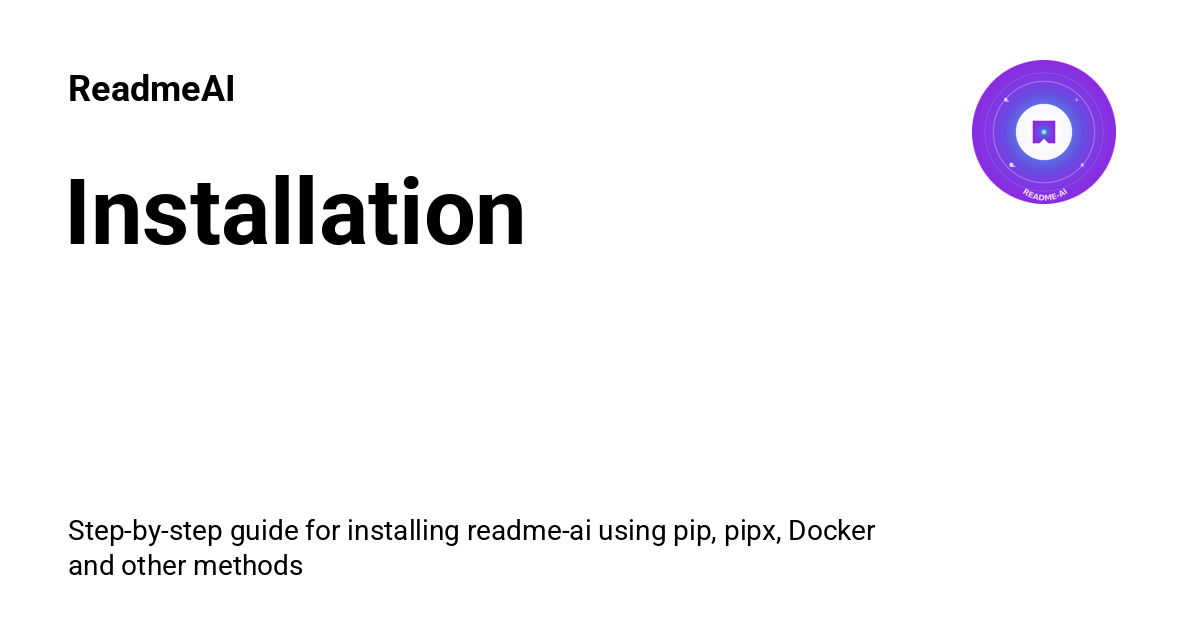 ReadmeAI
README-AI
Installation
Step-by-step guide for installing readme-ai using pip, pipx, Docker
and other methods